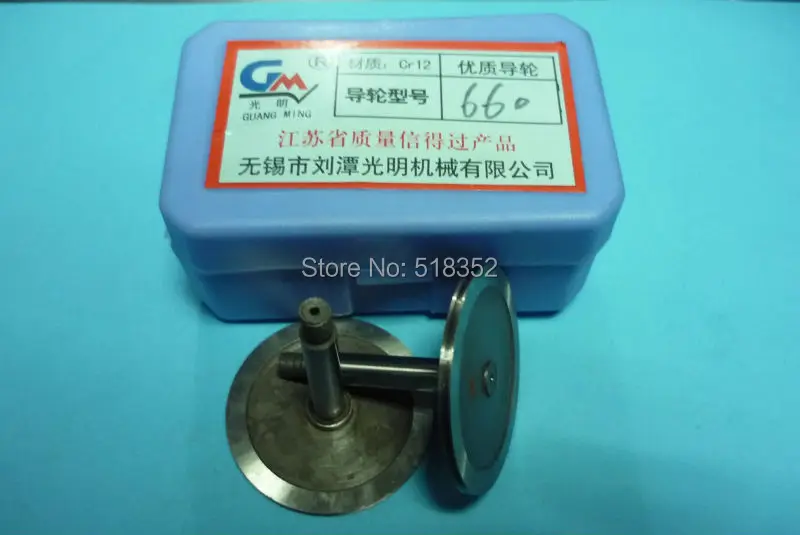 GM ®
光明
GUANG MING
材质: Cr12 优质导轮
导轮型号 660
江苏省质量信得过产品
无锡市刘潭光明机械有限公司
Store No: 518352